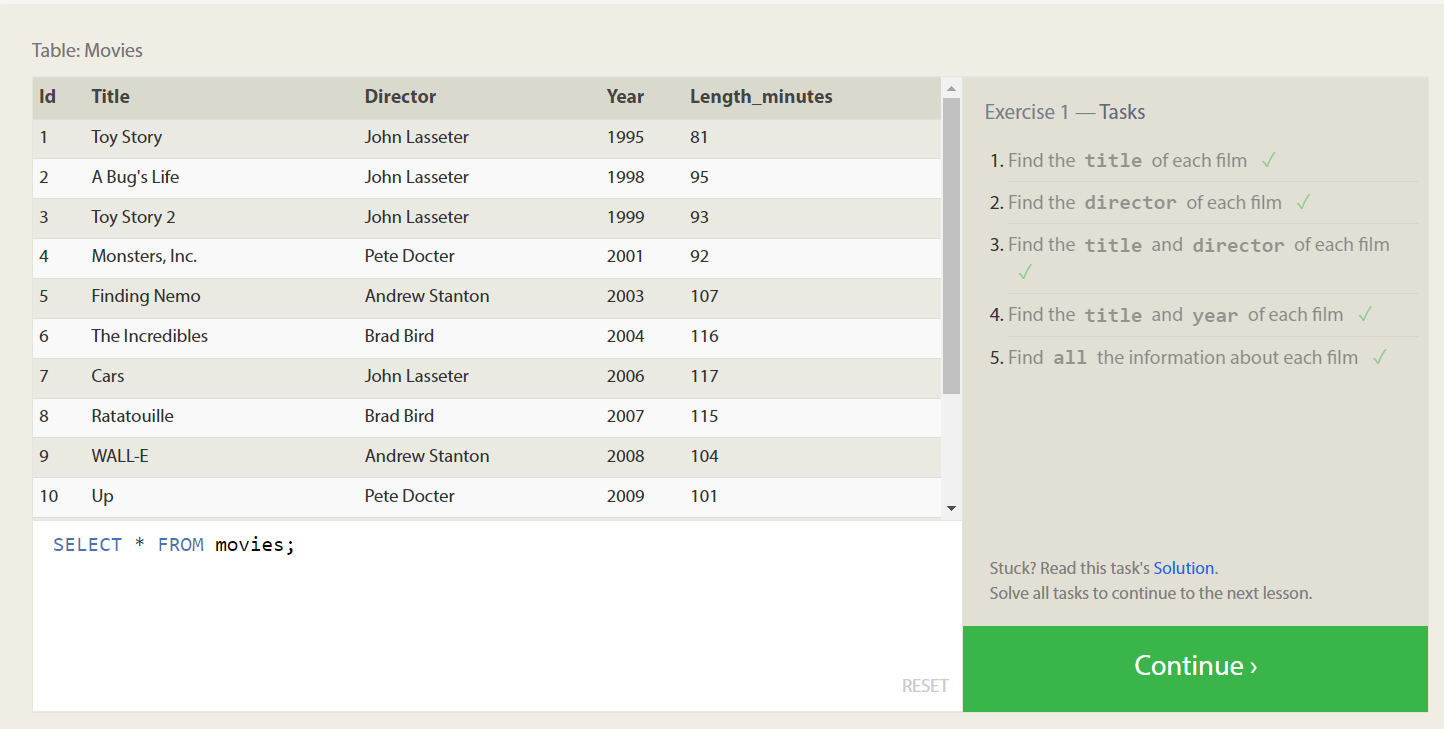 Table: Movies
Id Title Director Year Length_minutes
1 Toy Story John Lasseter 1995 81
2 A Bug's Life John Lasseter 1998 95
3 Toy Story 2 John Lasseter 1999 93
4 Monsters, Inc. Pete Docter 2001 92
5 Finding Nemo Andrew Stanton 2003 107
6 The Incredibles Brad Bird 2004 116
7 Cars John Lasseter 2006 117
8 Ratatouille Brad Bird 2007 115
9 WALL-E Andrew Stanton 2008 104
10 Up Pete Docter 2009 101
SELECT * FROM movies;
RESET
Exercise 1 — Tasks
1. Find the title of each film ✓
2. Find the director of each film ✓
3. Find the title and director of each film
✓
4. Find the title and year of each film ✓
5. Find all the information about each film ✓
Stuck? Read this task's Solution.
Solve all tasks to continue to the next lesson.
Continue ›